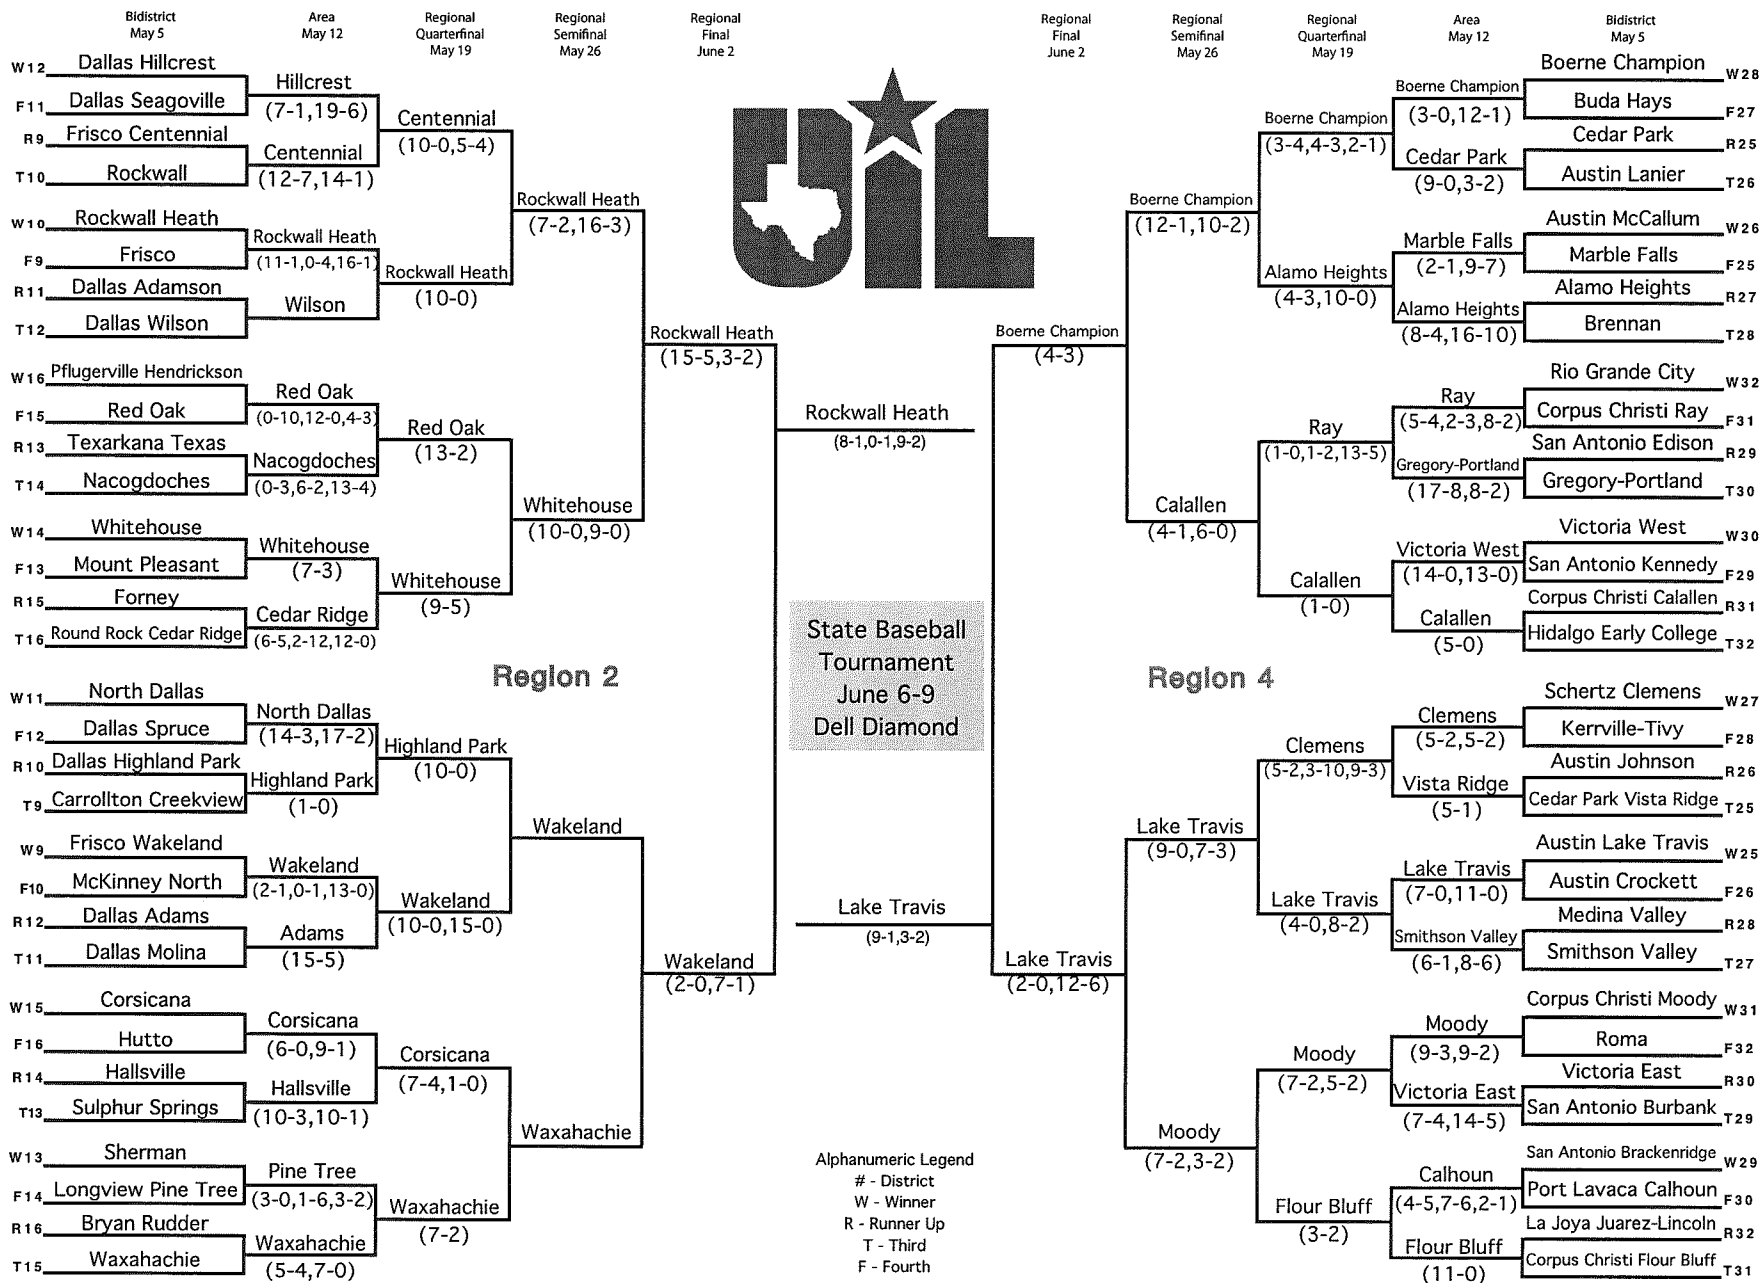 Bidistrict
May 5
Area
May 12
Regional
Quarterfinal
May 19
Regional
Semifinal
May 26
Regional
Final
June 2
Regional
Final
June 2
Regional
Semifinal
May 26
Regional
Quarterfinal
May 19
Area
May 12
Bidistrict
May 5
W12 Dallas Hillcrest
F11 Dallas Seagoville
R9 Frisco Centennial
T10 Rockwall
W10 Rockwall Heath
F9 Frisco
R11 Dallas Adamson
T12 Dallas Wilson
W16 Pflugerville Hendrickson
F15 Red Oak
R13 Texarkana Texas
T14 Nacogdoches
W14 Whitehouse
F13 Mount Pleasant
R15 Forney
T16 Round Rock Cedar Ridge
W11 North Dallas
F12 Dallas Spruce
R10 Dallas Highland Park
T9 Carrollton Creekview
W9 Frisco Wakeland
F10 McKinney North
R12 Dallas Adams
T11 Dallas Molina
W15 Corsicana
F16 Hutto
R14 Hallsville
T13 Sulphur Springs
W13 Sherman
F14 Longview Pine Tree
R16 Bryan Rudder
T15 Waxahachie
Hillcrest
(7-1,19-6)
Centennial
(12-7,14-1)
Rockwall Heath
(11-1,0-4,16-1)
Wilson
Red Oak
(0-10,12-0,4-3)
Nacogdoches
(0-3,6-2,13-4)
Whitehouse
(7-3)
Cedar Ridge
(6-5,2-12,12-0)
North Dallas
(14-3,17-2)
Highland Park
(1-0)
Wakeland
(2-1,0-1,13-0)
Adams
(15-5)
Corsicana
(6-0,9-1)
Hallsville
(10-3,10-1)
Pine Tree
(3-0,1-6,3-2)
Waxahachie
(5-4,7-0)
Centennial
(10-0,5-4)
Rockwall Heath
(10-0)
Red Oak
(13-2)
Whitehouse
(9-5)
Highland Park
(10-0)
Wakeland
(10-0,15-0)
Corsicana
(7-4,1-0)
Waxahachie
(7-2)
Rockwall Heath
(7-2,16-3)
Whitehouse
(10-0,9-0)
Region 2
Wakeland
Waxahachie
Rockwall Heath
(15-5,3-2)
Wakeland
(2-0,7-1)
UIL
Rockwall Heath
(8-1,0-1,9-2)
State Baseball
Tournament
June 6-9
Dell Diamond
Lake Travis
(9-1,3-2)
Alphanumeric Legend
# - District
W - Winner
R - Runner Up
T - Third
F - Fourth
Boerne Champion
(4-3)
Lake Travis
(2-0,12-6)
Boerne Champion
(12-1,10-2)
Calallen
(4-1,6-0)
Region 4
Lake Travis
(9-0,7-3)
Moody
(7-2,3-2)
Boerne Champion
(3-4,4-3,2-1)
Alamo Heights
(4-3,10-0)
Ray
(1-0,1-2,13-5)
Calallen
(1-0)
Clemens
(5-2,3-10,9-3)
Lake Travis
(4-0,8-2)
Moody
(7-2,5-2)
Flour Bluff
(3-2)
Boerne Champion
(3-0,12-1)
Cedar Park
(9-0,3-2)
Marble Falls
(2-1,9-7)
Alamo Heights
(8-4,16-10)
Ray
(5-4,2-3,8-2)
Gregory-Portland
(17-8,8-2)
Victoria West
(14-0,13-0)
Calallen
(5-0)
Clemens
(5-2,5-2)
Vista Ridge
(5-1)
Lake Travis
(7-0,11-0)
Smithson Valley
(6-1,8-6)
Moody
(9-3,9-2)
Victoria East
(7-4,14-5)
Calhoun
(4-5,7-6,2-1)
Flour Bluff
(11-0)
Boerne Champion W28
Buda Hays F27
Cedar Park R25
Austin Lanier T26
Austin McCallum W26
Marble Falls F25
Alamo Heights R27
Brennan T28
Rio Grande City W32
Corpus Christi Ray F31
San Antonio Edison R29
Gregory-Portland T30
Victoria West W30
San Antonio Kennedy F29
Corpus Christi Calallen R31
Hidalgo Early College T32
Schertz Clemens W27
Kerrville-Tivy F28
Austin Johnson R26
Cedar Park Vista Ridge T25
Austin Lake Travis W25
Austin Crockett F26
Medina Valley R28
Smithson Valley T27
Corpus Christi Moody W31
Roma F32
Victoria East R30
San Antonio Burbank T29
San Antonio Brackenridge W29
Port Lavaca Calhoun F30
La Joya Juarez-Lincoln R32
Corpus Christi Flour Bluff T31